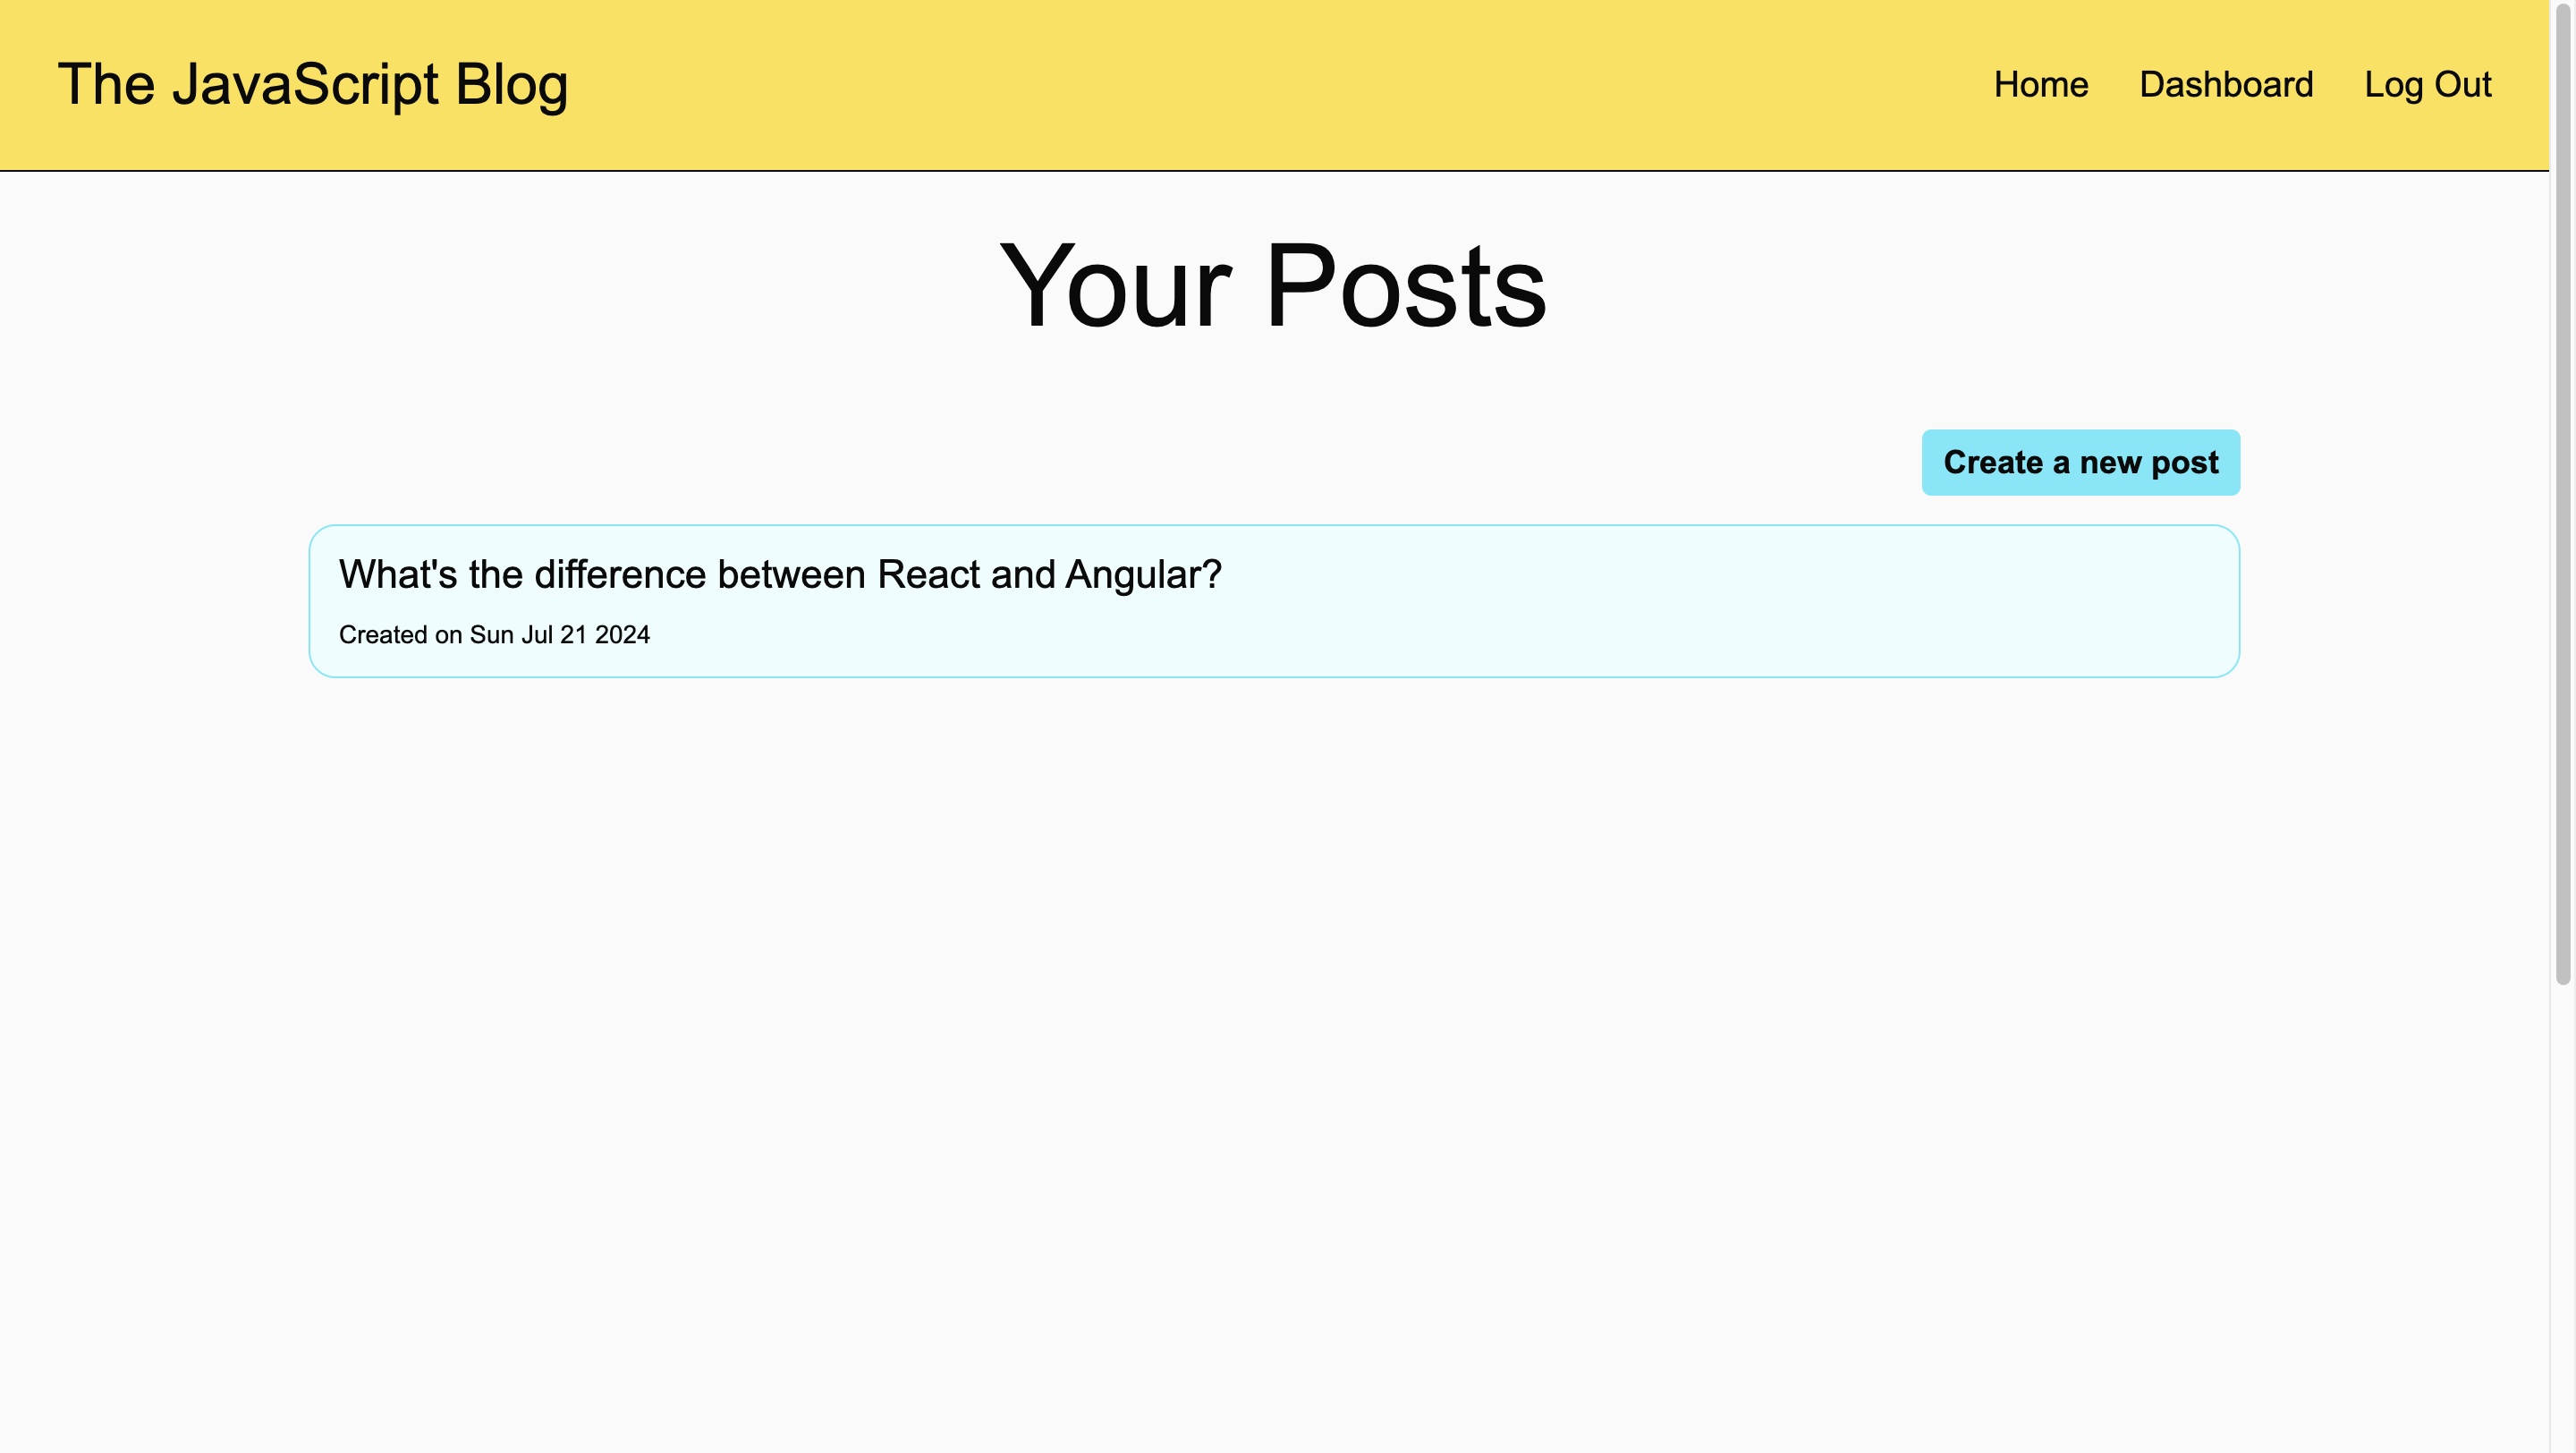 The JavaScript Blog
Home Dashboard Log Out
Your Posts
Create a new post
What's the difference between React and Angular?
Created on Sun Jul 21 2024